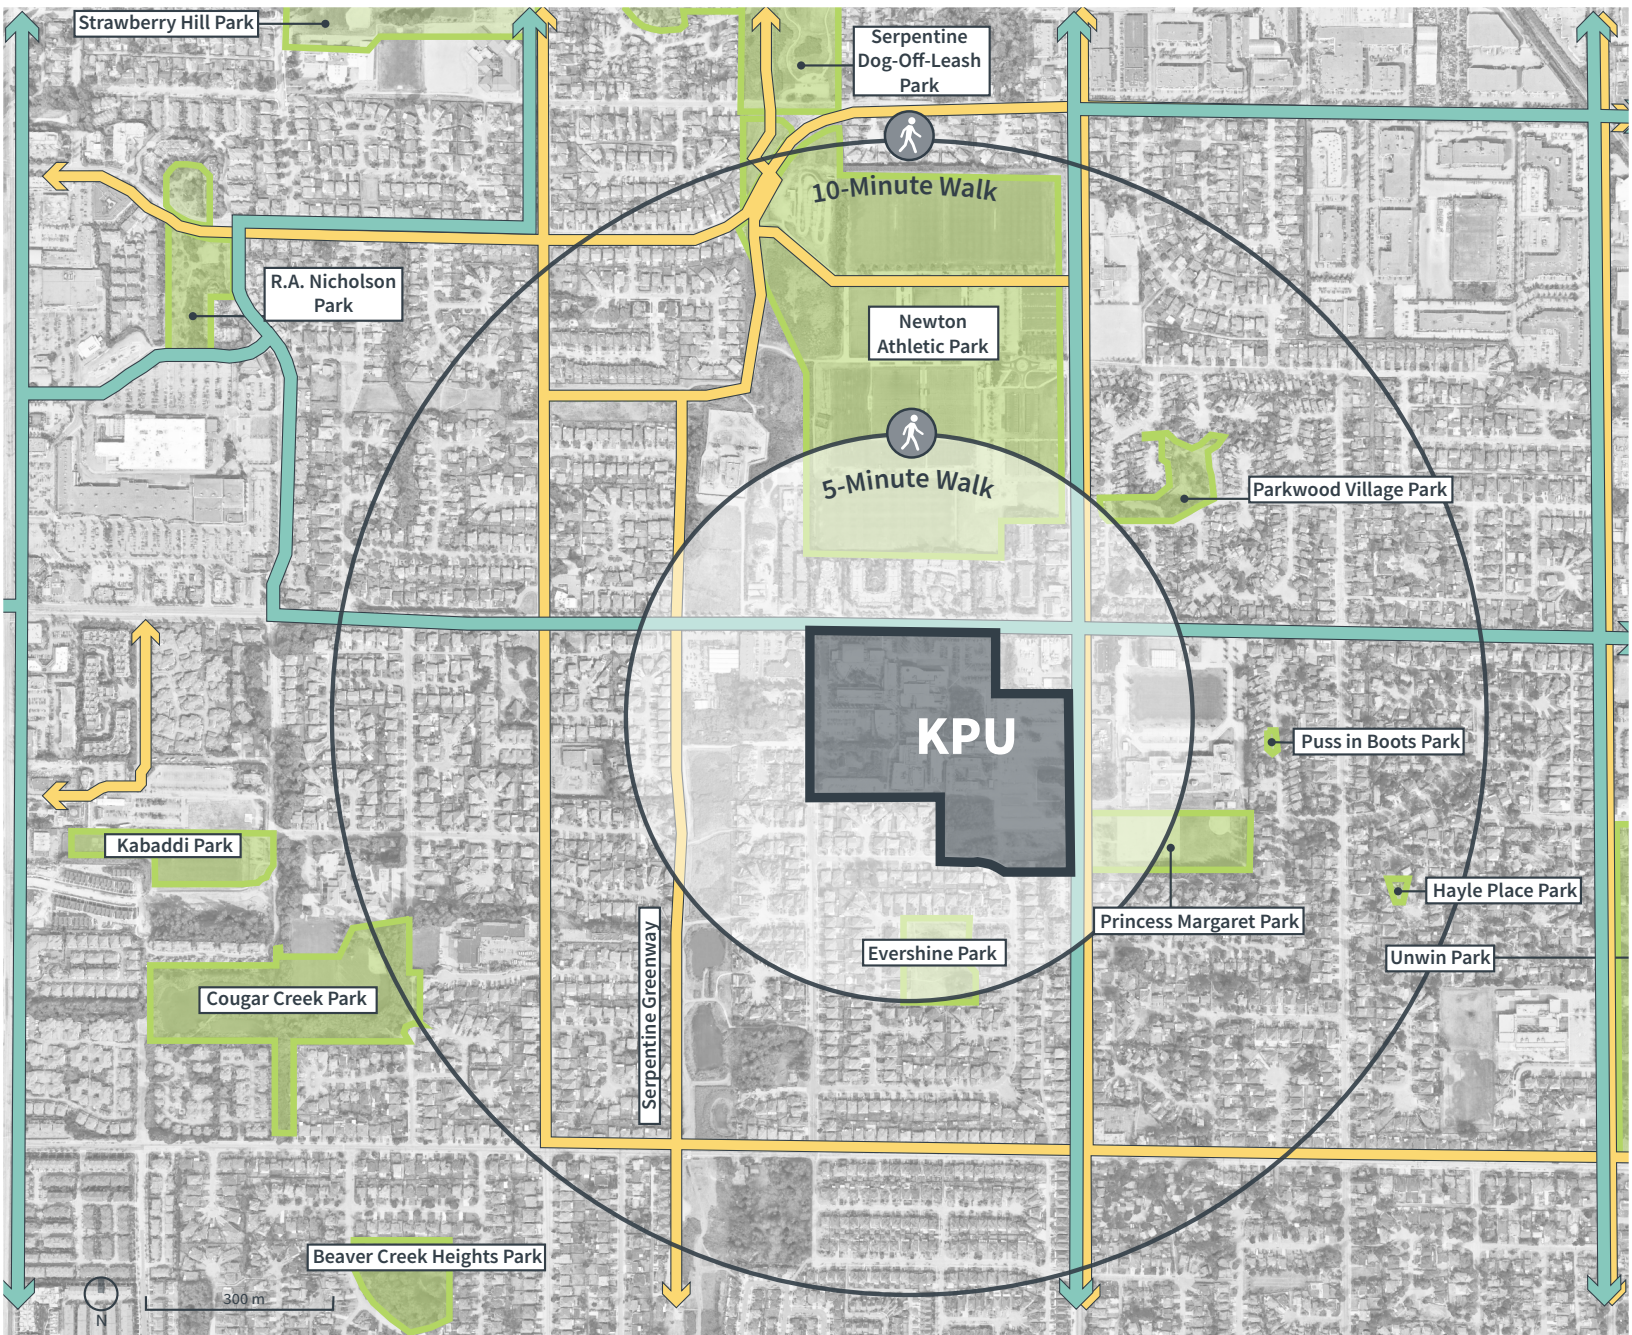 Strawberry Hill Park
Serpentine
Dog-Off-Leash
Park
10-Minute Walk
R.A. Nicholson
Park
Newton
Athletic Park
5-Minute Walk
Parkwood Village Park
KPU
Puss in Boots Park
Kabaddi Park
Hayle Place Park
Princess Margaret Park
Evershine Park
Unwin Park
Serpentine Greenway
Cougar Creek Park
Beaver Creek Heights Park
300 m
N